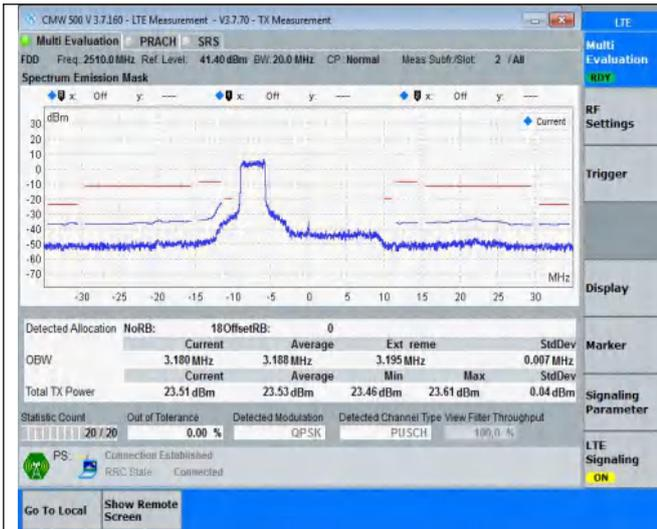 CMW 500 V 3.7.160 - LTE Measurement - V3.7.70 - TX Measurement
LTE
Multi Evaluation PRACH SRS
FDD Freq.: 2510.0 MHz Ref. Level: 41.40 dBm BW: 20.0 MHz CP: Normal Meas Subfr./Slot: 2 / All
Spectrum Emission Mask
x: Off y: --- x: Off y: --- x: Off y: ---
dBm
Current
30
20
10
0
-10
-20
-30
-40
-50
-60
-70
MHz
-30 -25 -20 -15 -10 -5 0 5 10 15 20 25 30
Detected Allocation NoRB: 18 OffsetRB: 0
Current Average Extreme StdDev
OBW 3.180 MHz 3.188 MHz 3.195 MHz 0.007 MHz
Current Average Min Max StdDev
Total TX Power 23.51 dBm 23.53 dBm 23.46 dBm 23.61 dBm 0.04 dBm
Statistic Count Out of Tolerance Detected Modulation Detected Channel Type View Filter Throughput
20 / 20 0.00 % QPSK PUSCH 100,0 %
PS: Connection Established
RRC State: Connected
Multi
Evaluation
RDY
RF
Settings
Trigger
Display
Marker
Signaling
Parameter
LTE
Signaling
ON
Go To Local
Show Remote
Screen